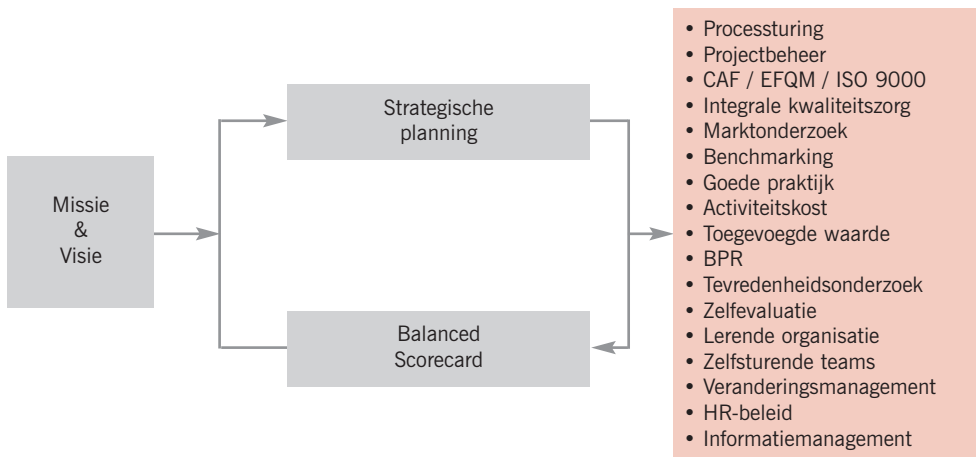 Missie
&
Visie
Strategische
planning
Balanced
Scorecard
• Processturing
• Projectbeheer
• CAF / EFQM / ISO 9000
• Integrale kwaliteitszorg
• Marktonderzoek
• Benchmarking
• Goede praktijk
• Activiteitskost
• Toegevoegde waarde
• BPR
• Tevredenheidsonderzoek
• Zelfevaluatie
• Lerende organisatie
• Zelfsturende teams
• Veranderingsmanagement
• HR-beleid
• Informatiemanagement